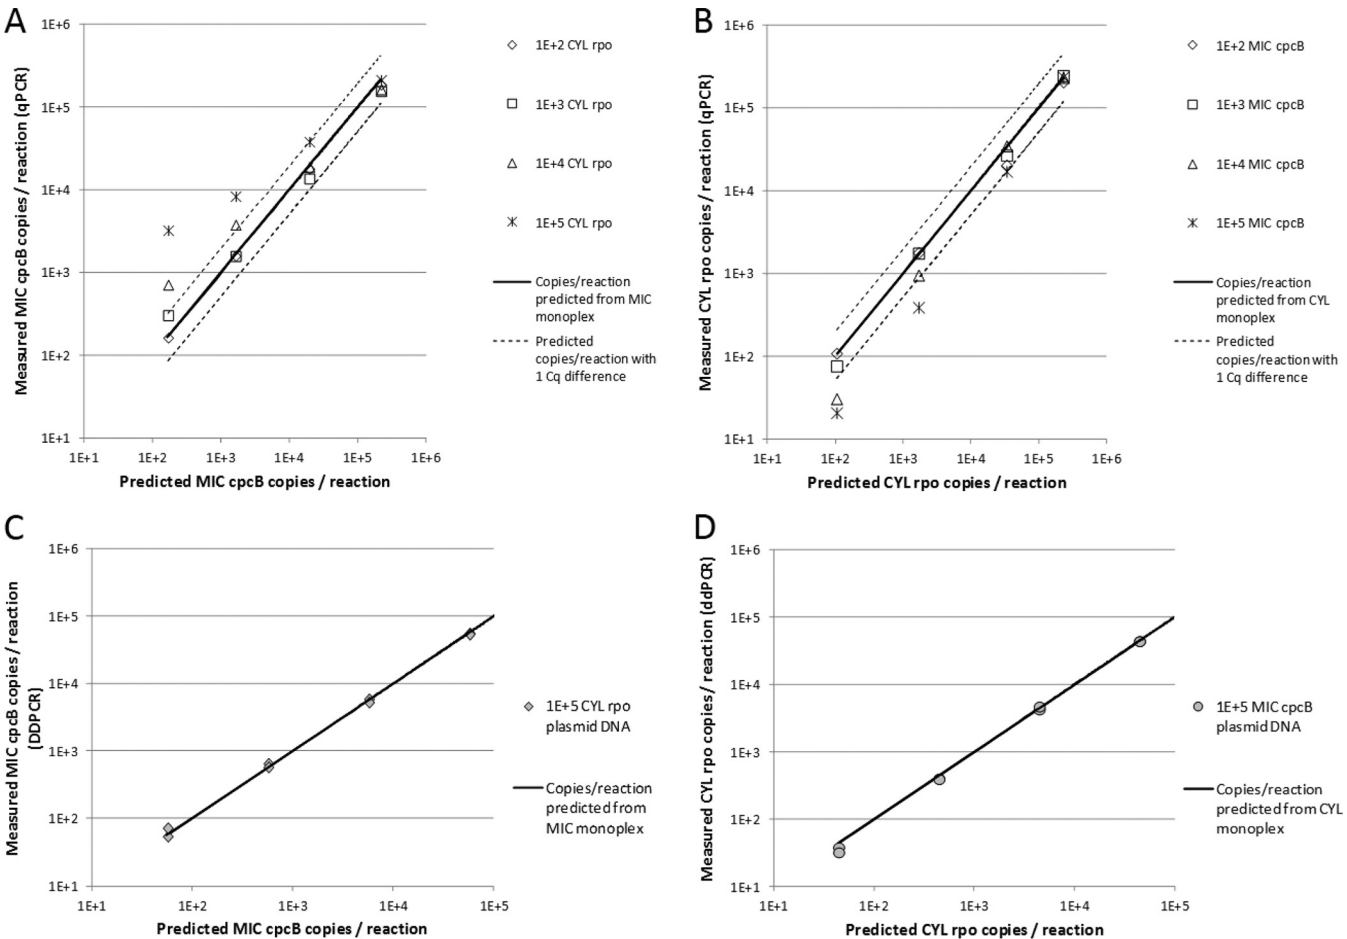 A
Measured MIC cpcB copies / reaction (qPCR)
1E+6
1E+5
1E+4
1E+3
1E+2
1E+1
1E+1 1E+2 1E+3 1E+4 1E+5 1E+6
Predicted MIC cpcB copies / reaction
1E+2 CYL rpo
1E+3 CYL rpo
1E+4 CYL rpo
1E+5 CYL rpo
Copies/reaction
predicted from MIC
monoplex
Predicted
copies/reaction with
1 Cq difference
B
Measured CYL rpo copies / reaction (qPCR)
1E+6
1E+5
1E+4
1E+3
1E+2
1E+1
1E+1 1E+2 1E+3 1E+4 1E+5 1E+6
Predicted CYL rpo copies / reaction
1E+2 MIC cpcB
1E+3 MIC cpcB
1E+4 MIC cpcB
1E+5 MIC cpcB
Copies/reaction
predicted from CYL
monoplex
Predicted
copies/reaction with
1 Cq difference
C
Measured MIC cpcB copies / reaction
(DDPCR)
1E+6
1E+5
1E+4
1E+3
1E+2
1E+1
1E+1 1E+2 1E+3 1E+4 1E+5
Predicted MIC cpcB copies / reaction
1E+5 CYL rpo
plasmid DNA
Copies/reaction
predicted from
MIC monoplex
D
Measured CYL rpo copies/ reaction (ddPCR)
1E+6
1E+5
1E+4
1E+3
1E+2
1E+1
1E+1 1E+2 1E+3 1E+4 1E+5
Predicted CYL rpo copies / reaction
1E+5 MIC cpcB
plasmid DNA
Copies/reaction
predicted from CYL
monoplex